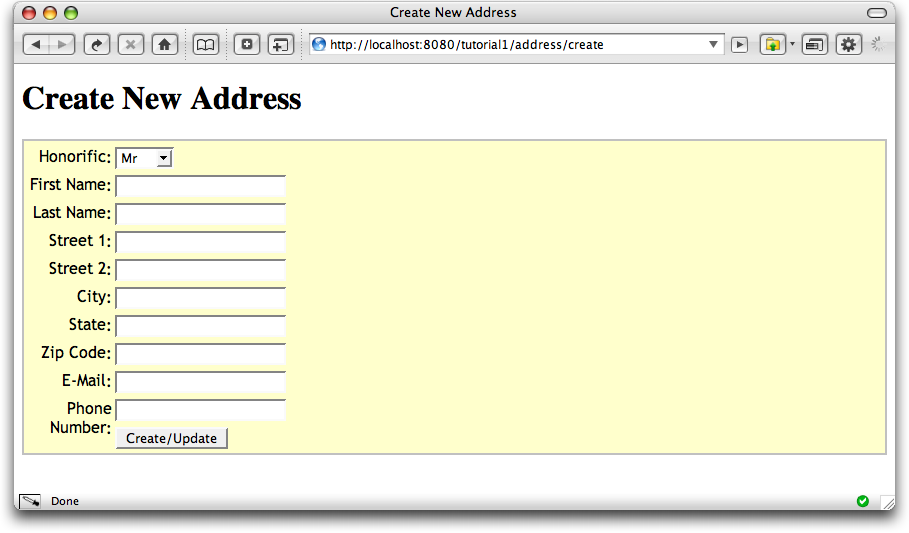 Create New Address
http://localhost:8080/tutorial1/address/create
Create New Address
Honorific: Mr
First Name:
Last Name:
Street 1:
Street 2:
City:
State:
Zip Code:
E-Mail:
Phone
Number:
Create/Update
Done